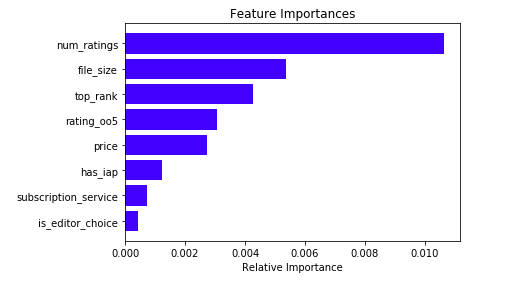 Feature Importances
num_ratings
file_size
top_rank
rating_oo5
price
has_iap
subscription_service
is_editor_choice
0.000 0.002 0.004 0.006 0.008 0.010
Relative Importance